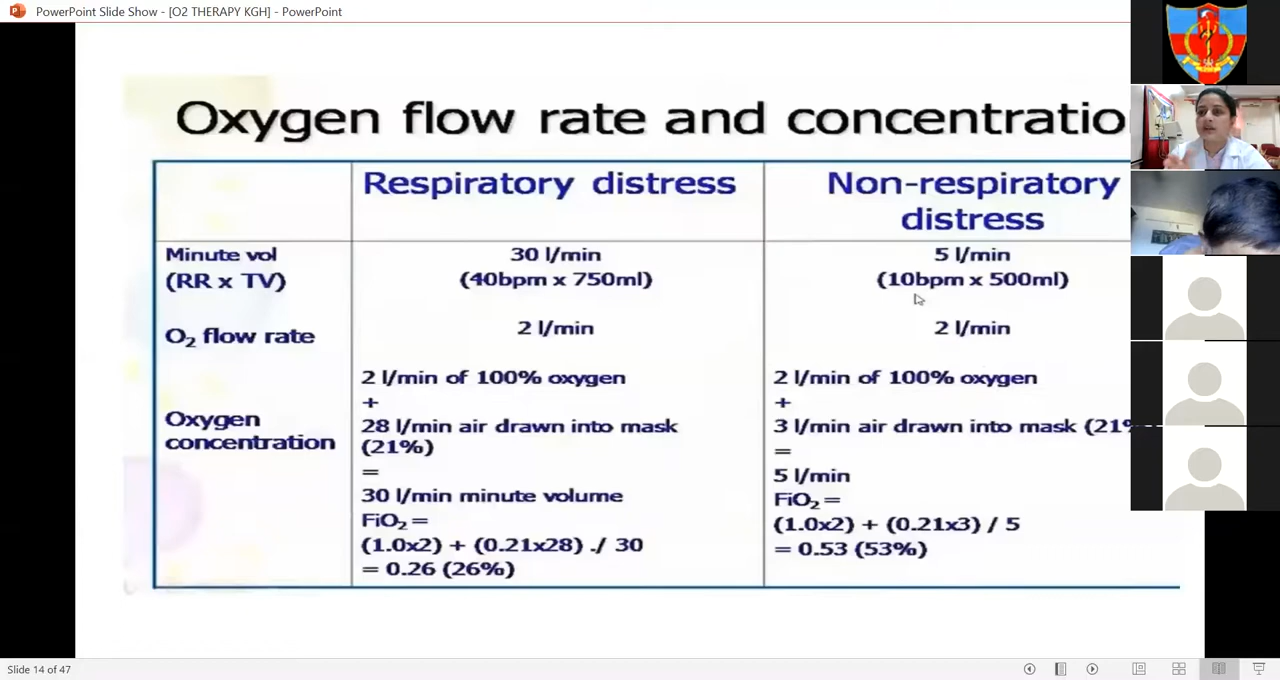 PowerPoint Slide Show - [O2 THERAPY KGH] - PowerPoint
Oxygen flow rate and concentratio
Respiratory distress
Non-respiratory
distress
Minute vol
(RR x TV)
30 l/min
(40bpm x 750ml)
5 l/min
(10bpm x 500ml)
O2 flow rate
2 l/min
2 l/min
Oxygen
concentration
2 l/min of 100% oxygen
+
28 l/min air drawn into mask
(21%)
=
30 l/min minute volume
FiO2 =
(1.0x2) + (0.21x28) ./ 30
= 0.26 (26%)
2 l/min of 100% oxygen
+
3 l/min air drawn into mask (21%
=
5 l/min
FiO2 =
(1.0x2) + (0.21x3) / 5
= 0.53 (53%)
Slide 14 of 47